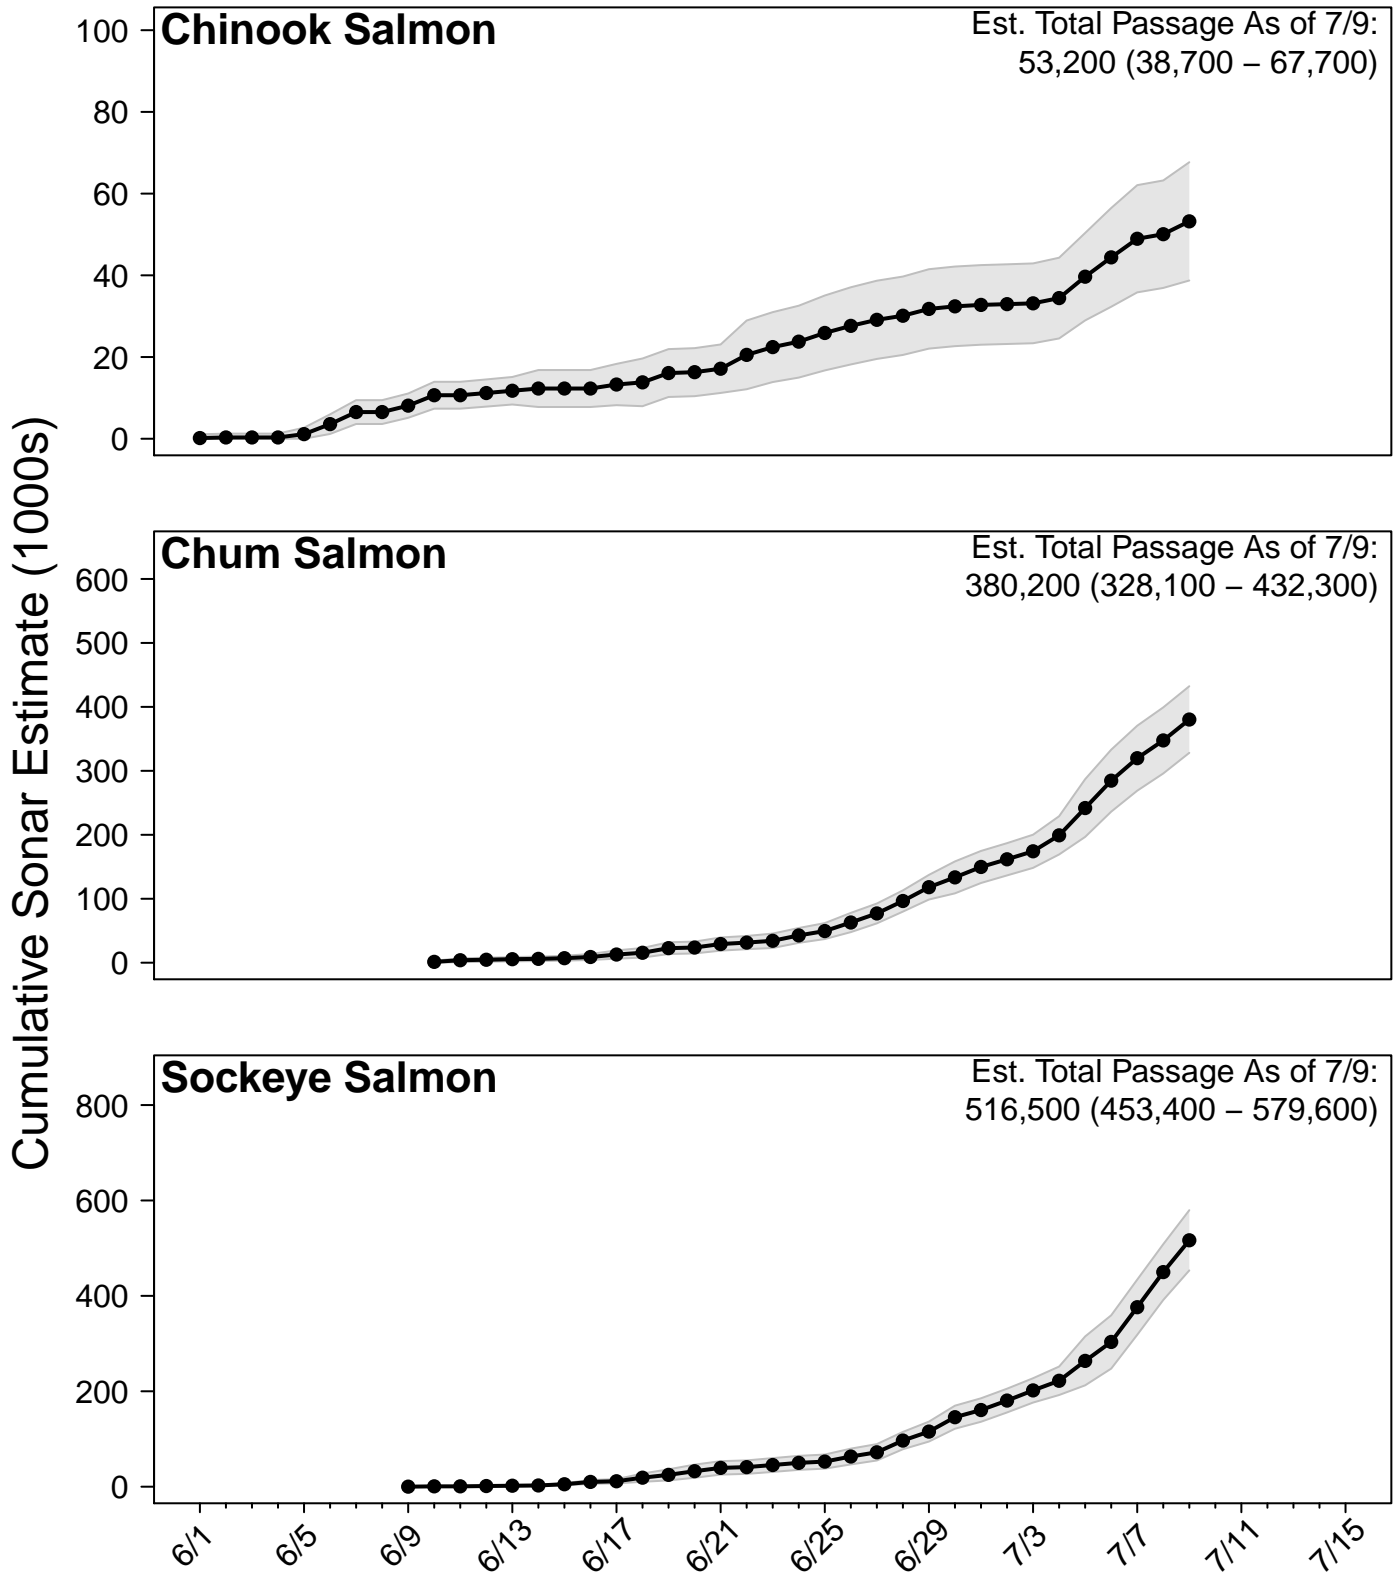 Cumulative Sonar Estimate (1000s)
Chinook Salmon
Est. Total Passage As of 7/9:
53,200 (38,700 – 67,700)
100
80
60
40
20
0
Chum Salmon
Est. Total Passage As of 7/9:
380,200 (328,100 – 432,300)
600
500
400
300
200
100
0
Sockeye Salmon
Est. Total Passage As of 7/9:
516,500 (453,400 – 579,600)
800
600
400
200
0
6/1 6/5 6/9 6/13 6/17 6/21 6/25 6/29 7/3 7/7 7/11 7/15